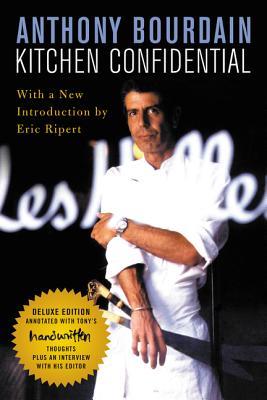 ANTHONY BOURDAIN
KITCHEN CONFIDENTIAL
With a New
Introduction by
Eric Ripert
Les Halle
DELUXE EDITION
ANNOTATED WITH TONY'S
handwritten
THOUGHTS
PLUS AN INTERVIEW
WITH HIS EDITOR